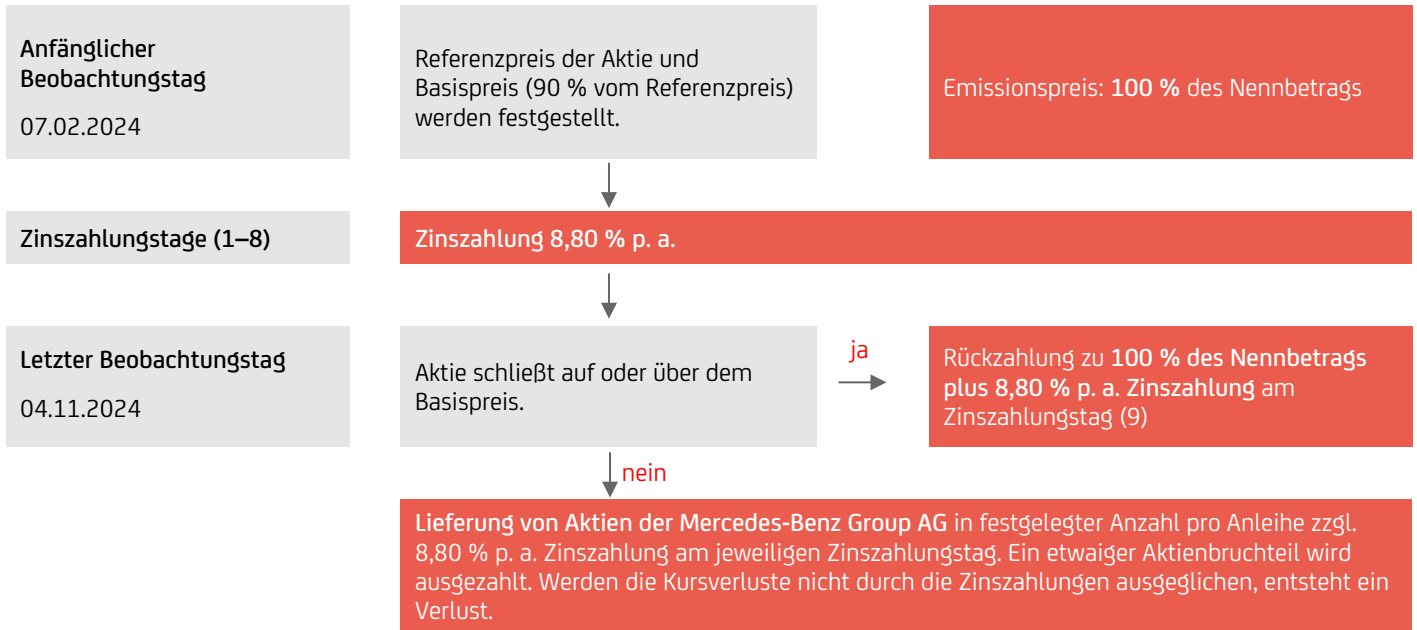 Anfänglicher
Beobachtungstag
07.02.2024
Referenzpreis der Aktie und
Basispreis (90 % vom Referenzpreis)
werden festgestellt.
Emissionspreis: 100 % des Nennbetrags
Zinszahlungstage (1–8)
Zinszahlung 8,80 % p. a.
Letzter Beobachtungstag
04.11.2024
Aktie schließt auf oder über dem
Basispreis.
ja
Rückzahlung zu 100 % des Nennbetrags
plus 8,80 % p. a. Zinszahlung am
Zinszahlungstag (9)
nein
Lieferung von Aktien der Mercedes-Benz Group AG in festgelegter Anzahl pro Anleihe zzgl.
8,80 % p. a. Zinszahlung am jeweiligen Zinszahlungstag. Ein etwaiger Aktienbruchteil wird
ausgezahlt. Werden die Kursverluste nicht durch die Zinszahlungen ausgeglichen, entsteht ein
Verlust.